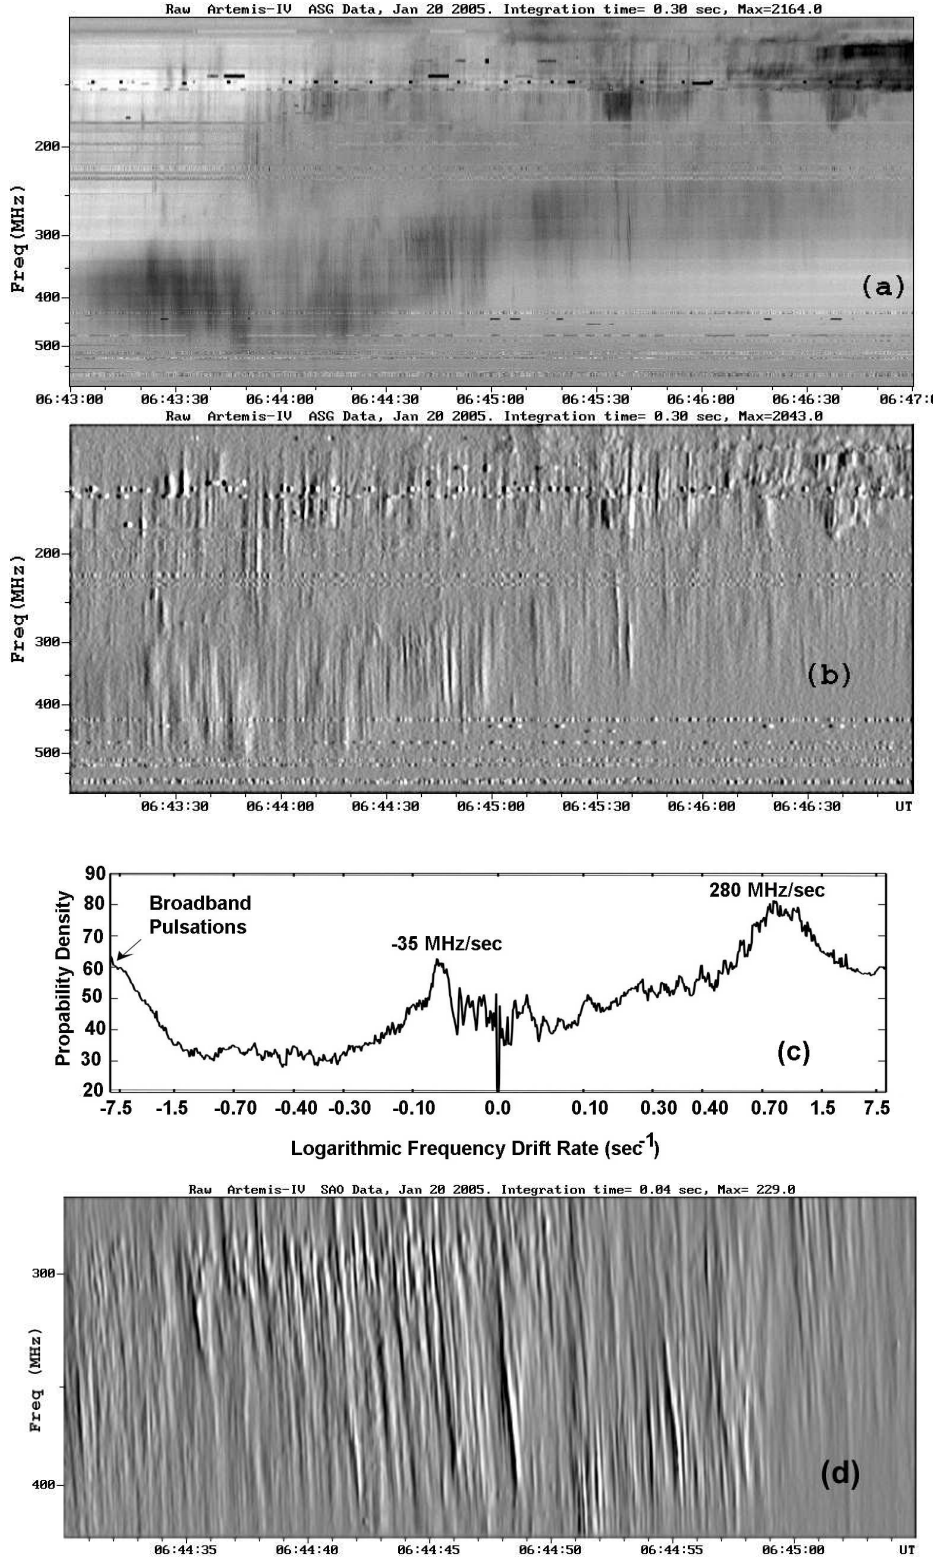 Raw Artemis-IV ASG Data, Jan 20 2005. Integration time= 0.30 sec, Max=2164.0
Freq(MHz)
200
300
400
500
(a)
06:43:00 06:43:30 06:44:00 06:44:30 06:45:00 06:45:30 06:46:00 06:46:30 06:47:0
Raw Artemis-IV ASG Data, Jan 20 2005. Integration time= 0.30 sec, Max=2043.0
Freq(MHz)
200
300
400
500
(b)
06:43:30 06:44:00 06:44:30 06:45:00 06:45:30 06:46:00 06:46:30 UT
Propability Density
90
80
70
60
50
40
30
20
Broadband
Pulsations
-35 MHz/sec
280 MHz/sec
(c)
-7.5 -1.5 -0.70 -0.40 -0.30 -0.10 0.0 0.10 0.30 0.40 0.70 1.5 7.5
Logarithmic Frequency Drift Rate (sec-1)
Raw Artemis-IV SAO Data, Jan 20 2005. Integration time= 0.04 sec, Max= 229.0
Freq (MHz)
300
400
(d)
06:44:35 06:44:40 06:44:45 06:44:50 06:44:55 06:45:00 UT